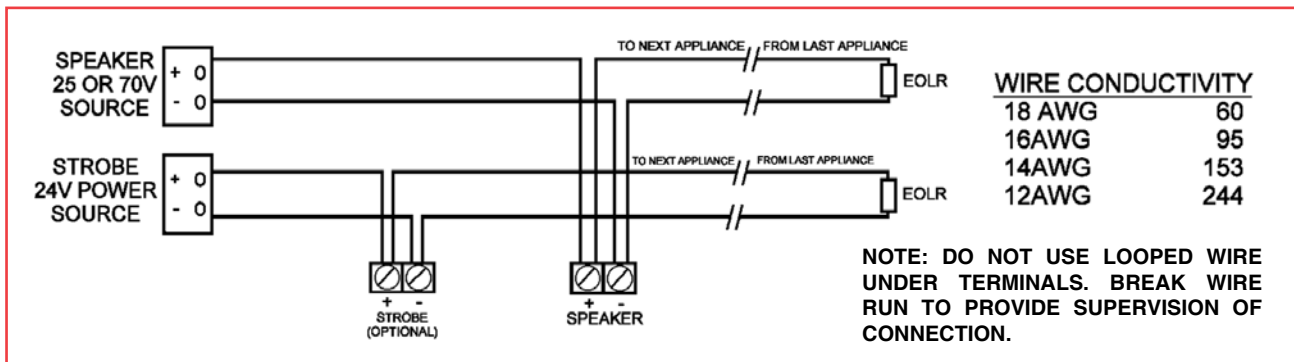 SPEAKER
25 OR 70V
SOURCE
+ 0
- 0
TO NEXT APPLIANCE
FROM LAST APPLIANCE
EOLR
STROBE
24V POWER
SOURCE
+ 0
- 0
TO NEXT APPLIANCE
FROM LAST APPLIANCE
EOLR
+ -
STROBE
(OPTIONAL)
+ -
SPEAKER
WIRE CONDUCTIVITY
18 AWG 60
16AWG 95
14AWG 153
12AWG 244
NOTE: DO NOT USE LOOPED WIRE
UNDER TERMINALS. BREAK WIRE
RUN TO PROVIDE SUPERVISION OF
CONNECTION.